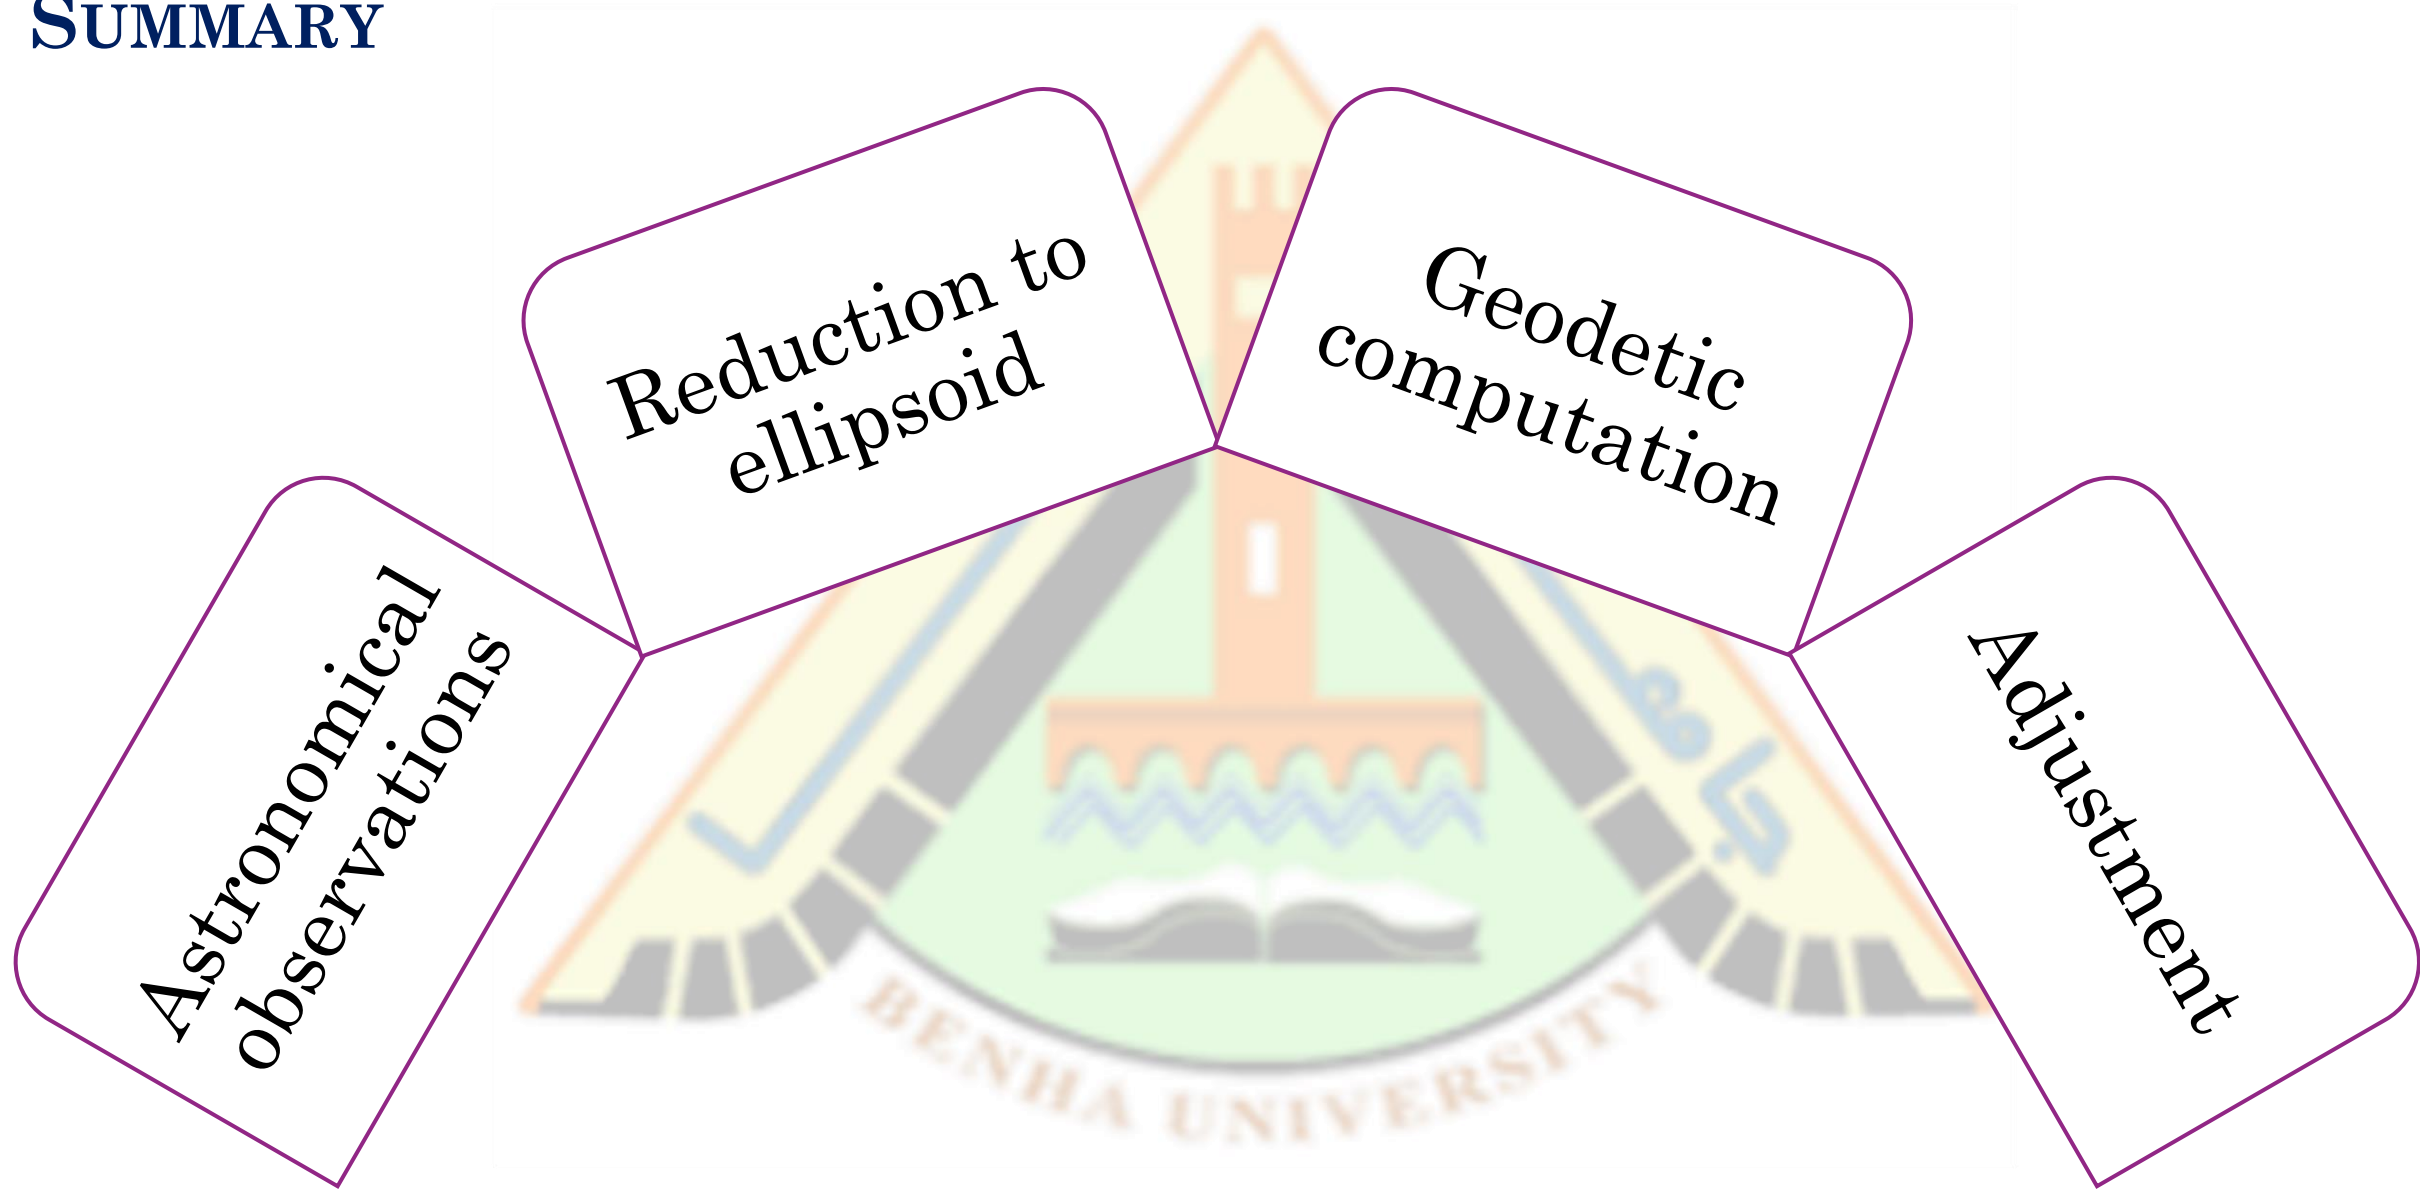 SUMMARY
Astronomical
observations
Reduction to
ellipsoid
Geodetic
computation
Adjustment
BENHA UNIVERSITY